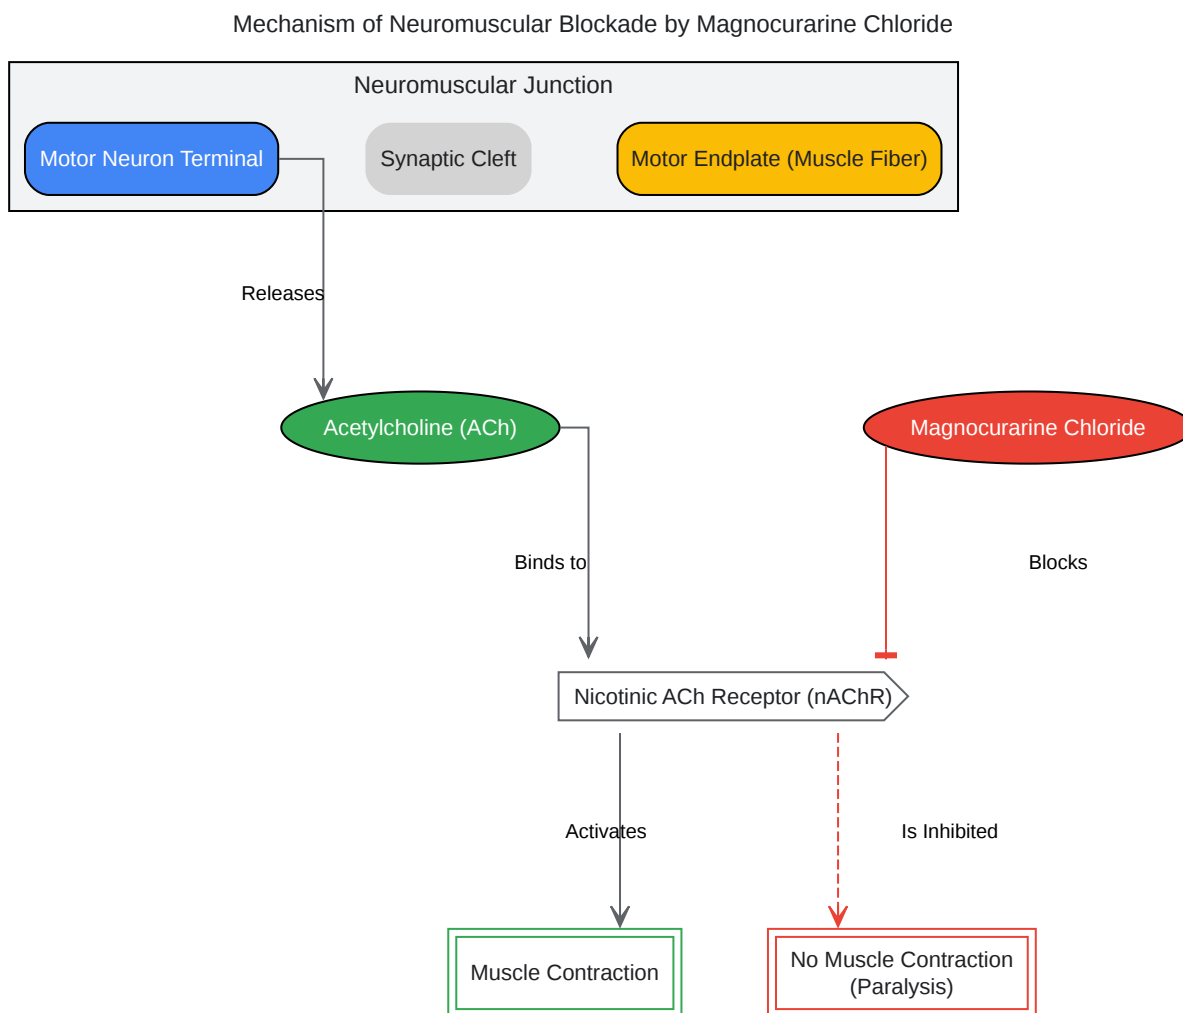 Mechanism of Neuromuscular Blockade by Magnocurarine Chloride
Neuromuscular Junction
Motor Neuron Terminal
Synaptic Cleft
Motor Endplate (Muscle Fiber)
Releases
Acetylcholine (ACh)
Magnocurarine Chloride
Binds to
Blocks
Nicotinic ACh Receptor (nAChR)
Activates
Is Inhibited
Muscle Contraction
No Muscle Contraction
(Paralysis)